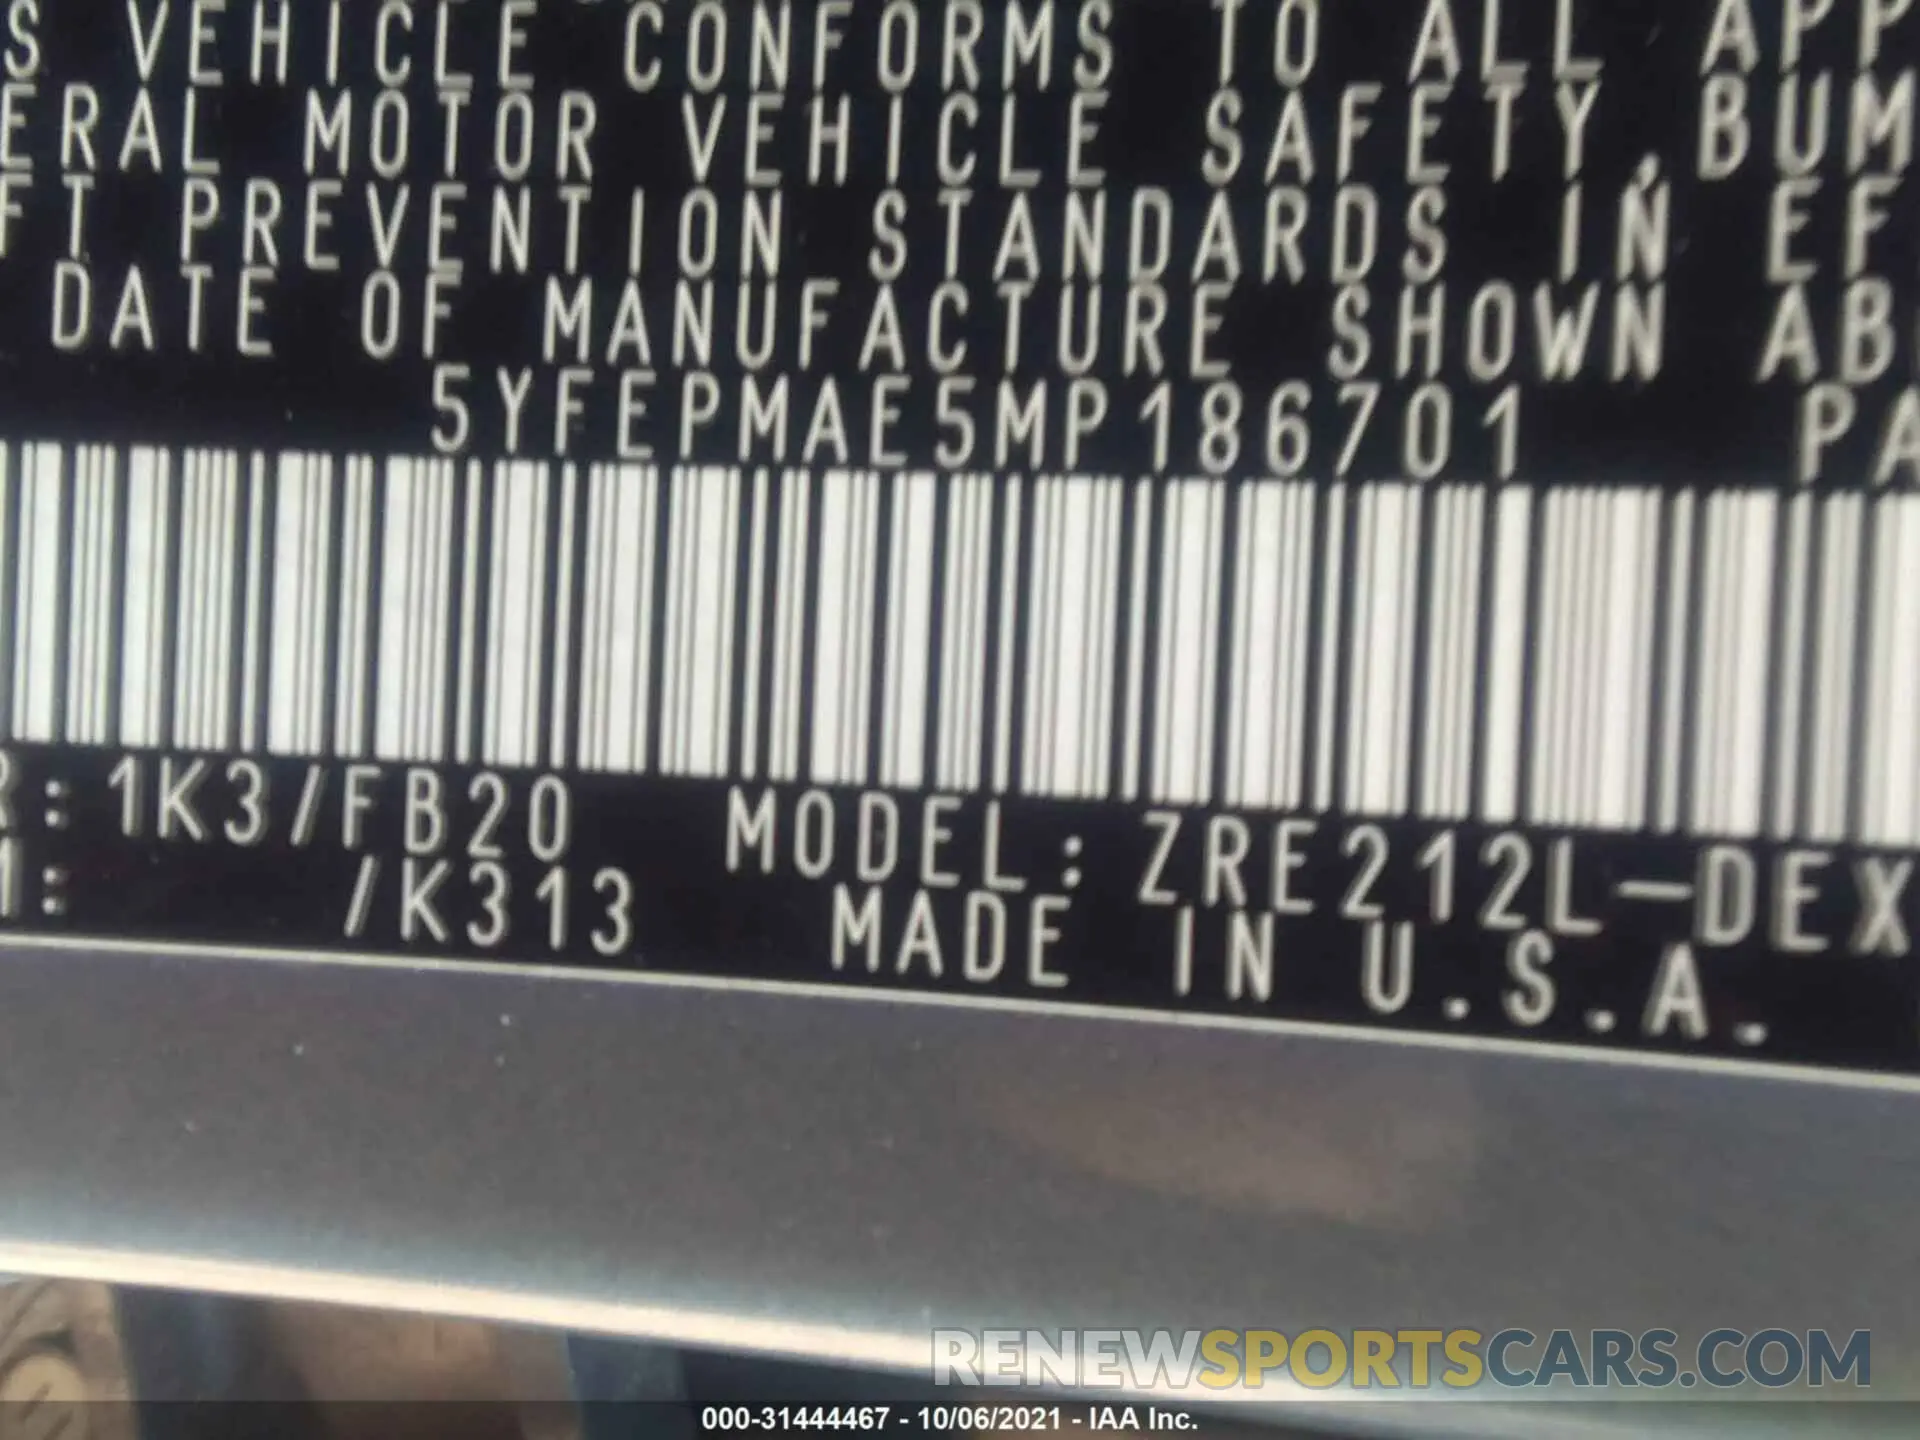 S VEHICLE CONFORMS TO ALL APP
ERAL MOTOR VEHICLE SAFETY, BUM
FT PREVENTION STANDARDS IN EF
DATE OF MANUFACTURE SHOWN AB
5YFEPMAE5MP186701 PA
R: 1K3/FB20 MODEL: ZRE212L-DEX
M: /K313 MADE IN U.S.A.
RENEWSPORTSCARS.COM
000-31444467 - 10/06/2021 - IAA Inc.